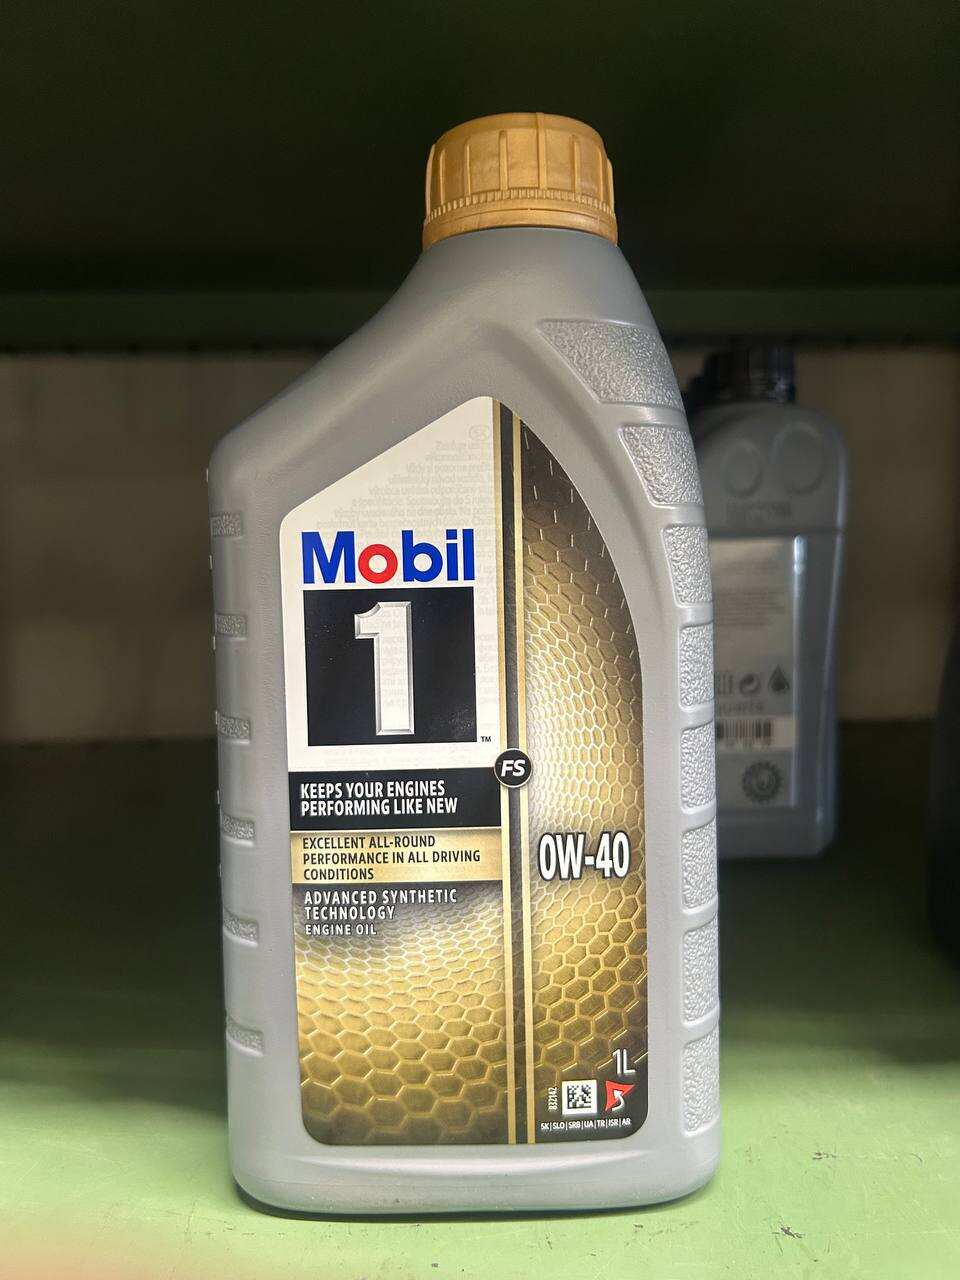 Mobil
1
™
FS
KEEPS YOUR ENGINES
PERFORMING LIKE NEW
EXCELLENT ALL-ROUND
PERFORMANCE IN ALL DRIVING
CONDITIONS
ADVANCED SYNTHETIC
TECHNOLOGY
ENGINE OIL
0W-40
1L
832142
SK|SLO|SRB|UA|TR|ISR|AR